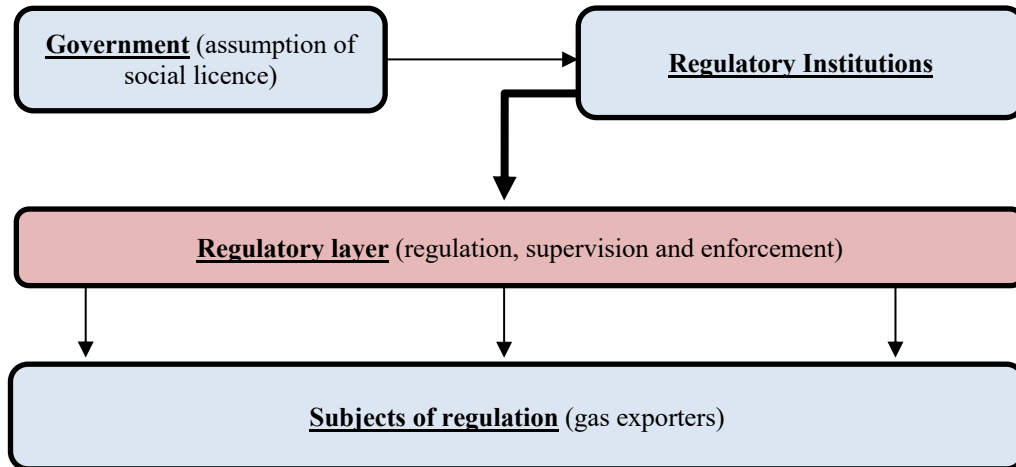 Government (assumption of
social licence)
Regulatory Institutions
Regulatory layer (regulation, supervision and enforcement)
Subjects of regulation (gas exporters)